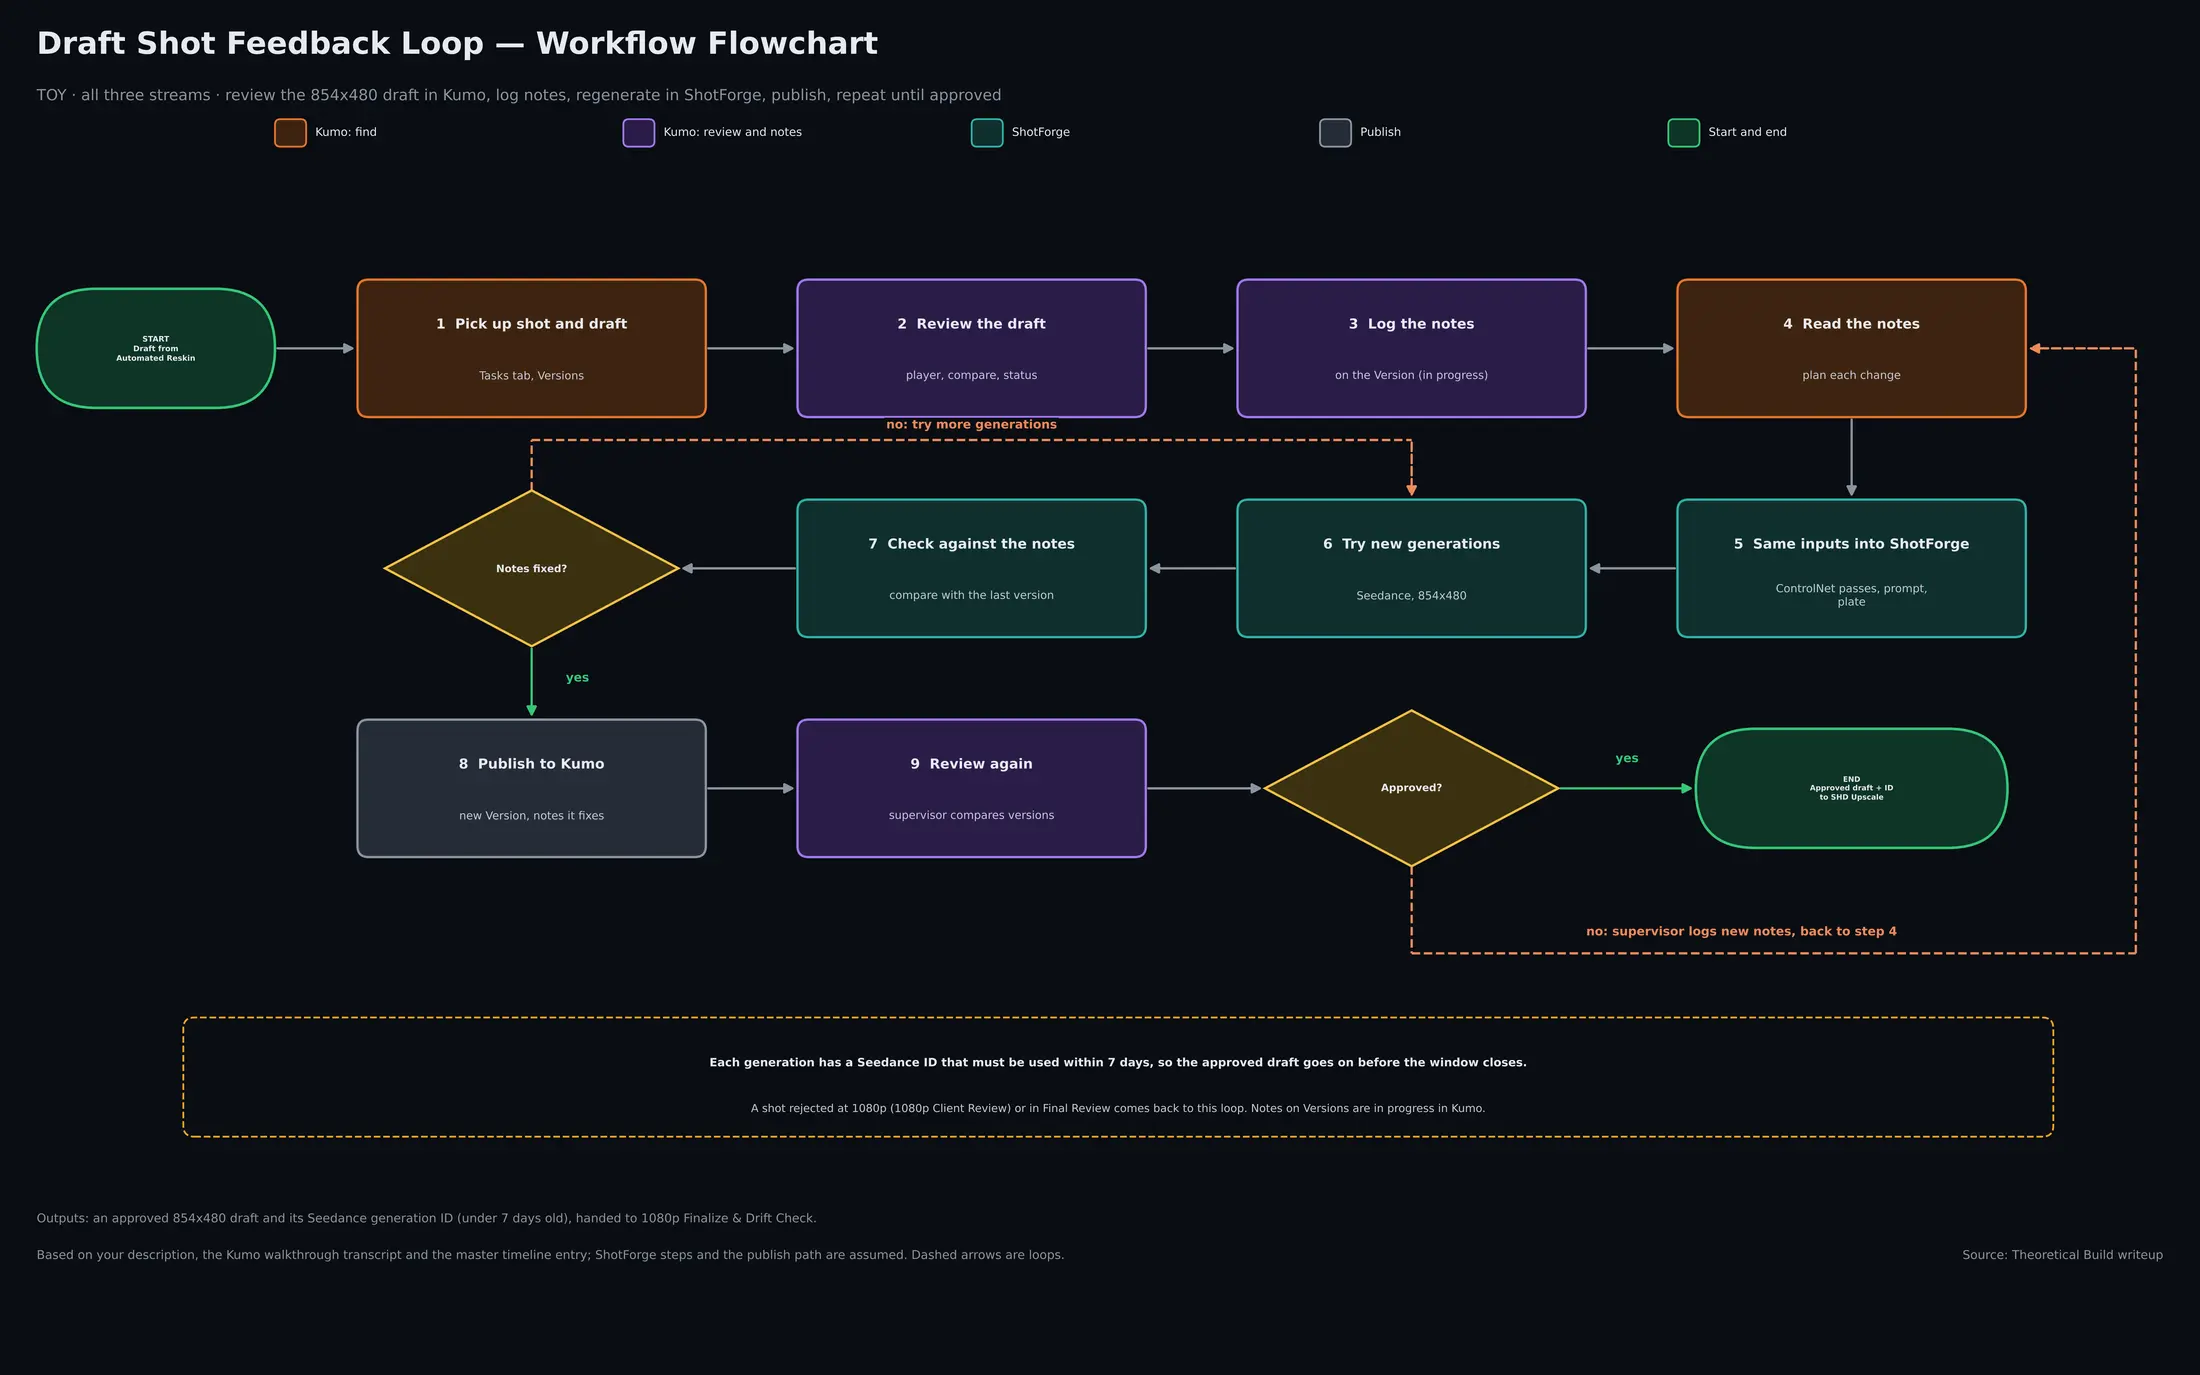 Draft Shot Feedback Loop — Workflow Flowchart
TOY · all three streams · review the 854x480 draft in Kumo, log notes, regenerate in ShotForge, publish, repeat until approved
Kumo: find
Kumo: review and notes
ShotForge
Publish
Start and end
START
Draft from
Automated Reskin
1 Pick up shot and draft
Tasks tab, Versions
2 Review the draft
player, compare, status
3 Log the notes
on the Version (in progress)
4 Read the notes
plan each change
no: try more generations
Notes fixed?
7 Check against the notes
compare with the last version
6 Try new generations
Seedance, 854x480
5 Same inputs into ShotForge
ControlNet passes, prompt,
plate
yes
8 Publish to Kumo
new Version, notes it fixes
9 Review again
supervisor compares versions
Approved?
yes
END
Approved draft + ID
to SHD Upscale
no: supervisor logs new notes, back to step 4
Each generation has a Seedance ID that must be used within 7 days, so the approved draft goes on before the window closes.
A shot rejected at 1080p (1080p Client Review) or in Final Review comes back to this loop. Notes on Versions are in progress in Kumo.
Outputs: an approved 854x480 draft and its Seedance generation ID (under 7 days old), handed to 1080p Finalize & Drift Check.
Based on your description, the Kumo walkthrough transcript and the master timeline entry; ShotForge steps and the publish path are assumed. Dashed arrows are loops.
Source: Theoretical Build writeup